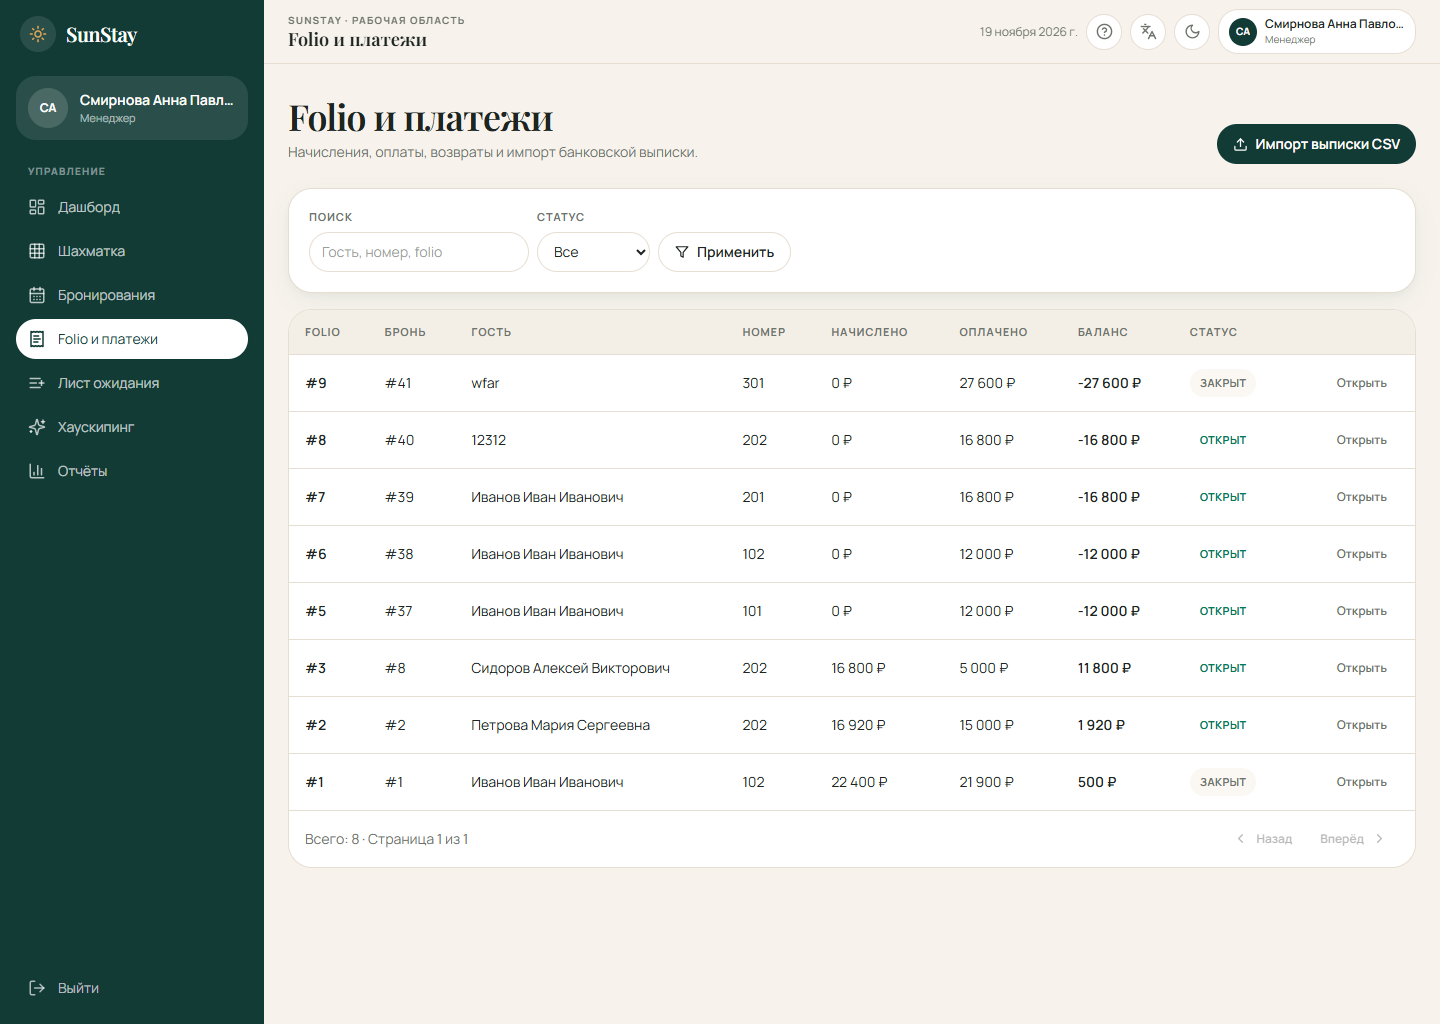 SunStay
СА
Смирнова Анна Павл...
Менеджер
УПРАВЛЕНИЕ
Дашборд
Шахматка
Бронирования
Folio и платежи
Лист ожидания
Хаускипинг
Отчёты
Выйти
SUNSTAY · РАБОЧАЯ ОБЛАСТЬ
Folio и платежи
19 ноября 2026 г.
СА
Смирнова Анна Павло...
Менеджер
Folio и платежи
Начисления, оплаты, возвраты и импорт банковской выписки.
Импорт выписки CSV
ПОИСК СТАТУС
Гость, номер, folio Все Применить
FOLIO БРОНЬ ГОСТЬ НОМЕР НАЧИСЛЕНО ОПЛАЧЕНО БАЛАНС СТАТУС
#9 #41 wfar 301 0 ₽ 27 600 ₽ -27 600 ₽ ЗАКРЫТ Открыть
#8 #40 12312 202 0 ₽ 16 800 ₽ -16 800 ₽ ОТКРЫТ Открыть
#7 #39 Иванов Иван Иванович 201 0 ₽ 16 800 ₽ -16 800 ₽ ОТКРЫТ Открыть
#6 #38 Иванов Иван Иванович 102 0 ₽ 12 000 ₽ -12 000 ₽ ОТКРЫТ Открыть
#5 #37 Иванов Иван Иванович 101 0 ₽ 12 000 ₽ -12 000 ₽ ОТКРЫТ Открыть
#3 #8 Сидоров Алексей Викторович 202 16 800 ₽ 5 000 ₽ 11 800 ₽ ОТКРЫТ Открыть
#2 #2 Петрова Мария Сергеевна 202 16 920 ₽ 15 000 ₽ 1 920 ₽ ОТКРЫТ Открыть
#1 #1 Иванов Иван Иванович 102 22 400 ₽ 21 900 ₽ 500 ₽ ЗАКРЫТ Открыть
Всего: 8 · Страница 1 из 1 Назад Вперёд